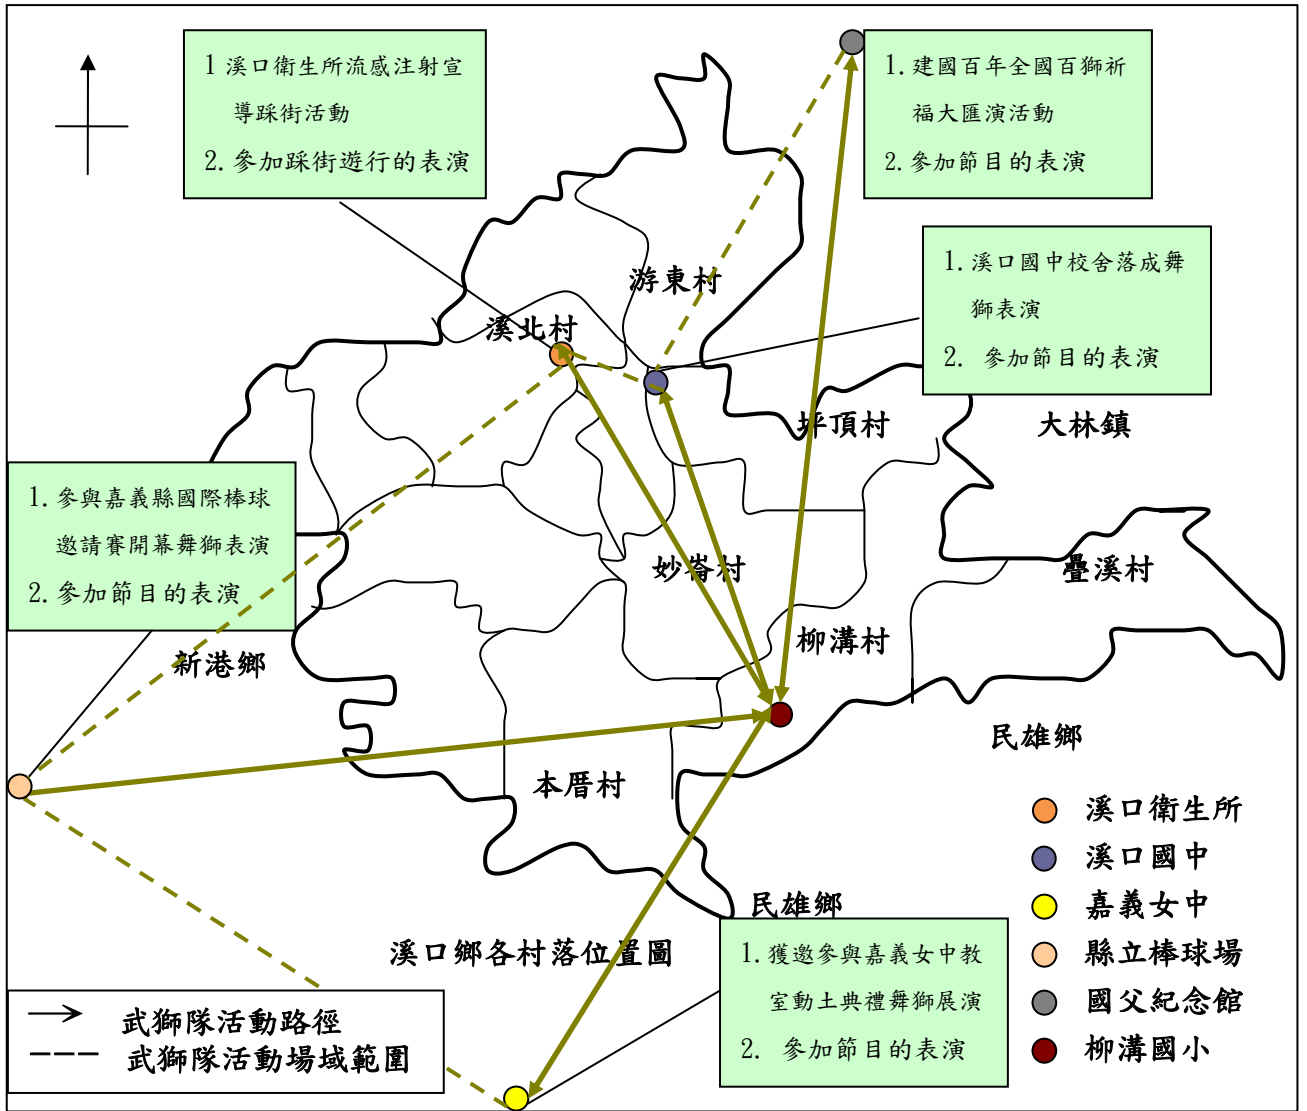 1 溪口衛生所流感注射宣
導踩街活動
2. 參加踩街遊行的表演
1. 建國百年全國百獅祈
福大匯演活動
2. 參加節目的表演
1. 溪口國中校舍落成舞
獅表演
2. 參加節目的表演
游東村
溪北村
坪頂村
大林鎮
1. 參與嘉義縣國際棒球
邀請賽開幕舞獅表演
2. 參加節目的表演
妙崙村
疊溪村
柳溝村
新港鄉
民雄鄉
本厝村
溪口衛生所
溪口國中
嘉義女中
縣立棒球場
國父紀念館
柳溝國小
民雄鄉
溪口鄉各村落位置圖
1. 獲邀參與嘉義女中教
室動土典禮舞獅展演
2. 參加節目的表演
武獅隊活動路徑
武獅隊活動場域範圍